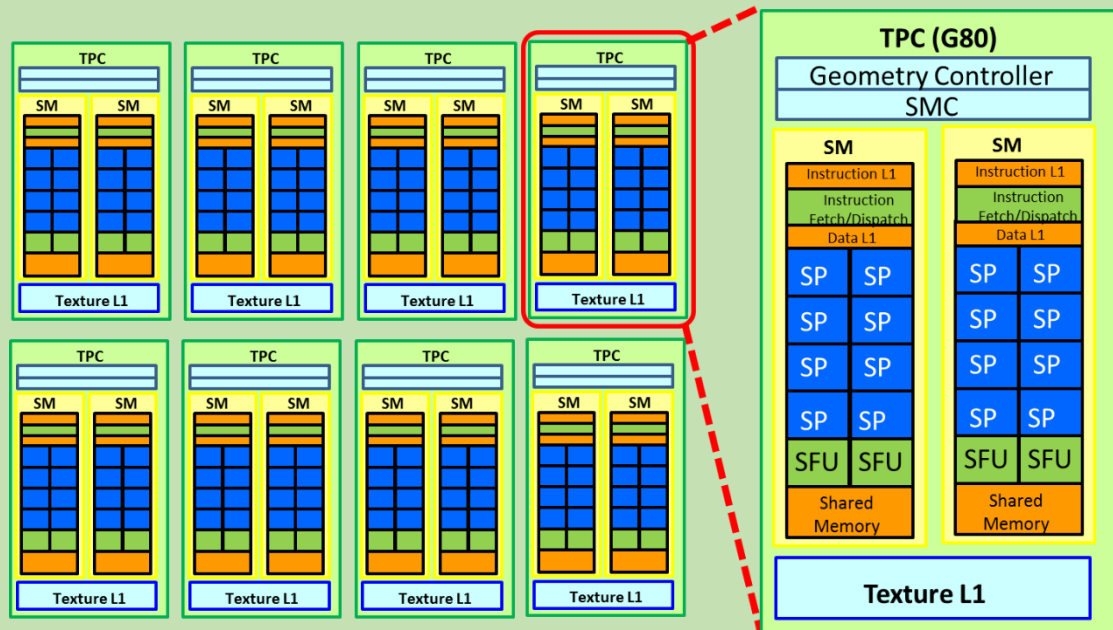 TPC
SM SM
Texture L1
TPC
SM SM
Texture L1
TPC
SM SM
Texture L1
TPC
SM SM
Texture L1
TPC
SM SM
Texture L1
TPC
SM SM
Texture L1
TPC
SM SM
Texture L1
TPC
SM SM
Texture L1
TPC (G80)
Geometry Controller
SMC
SM
Instruction L1
Instruction
Fetch/Dispatch
Data L1
SP SP
SP SP
SP SP
SP SP
SFU SFU
Shared
Memory
SM
Instruction L1
Instruction
Fetch/Dispatch
Data L1
SP SP
SP SP
SP SP
SP SP
SFU SFU
Shared
Memory
Texture L1